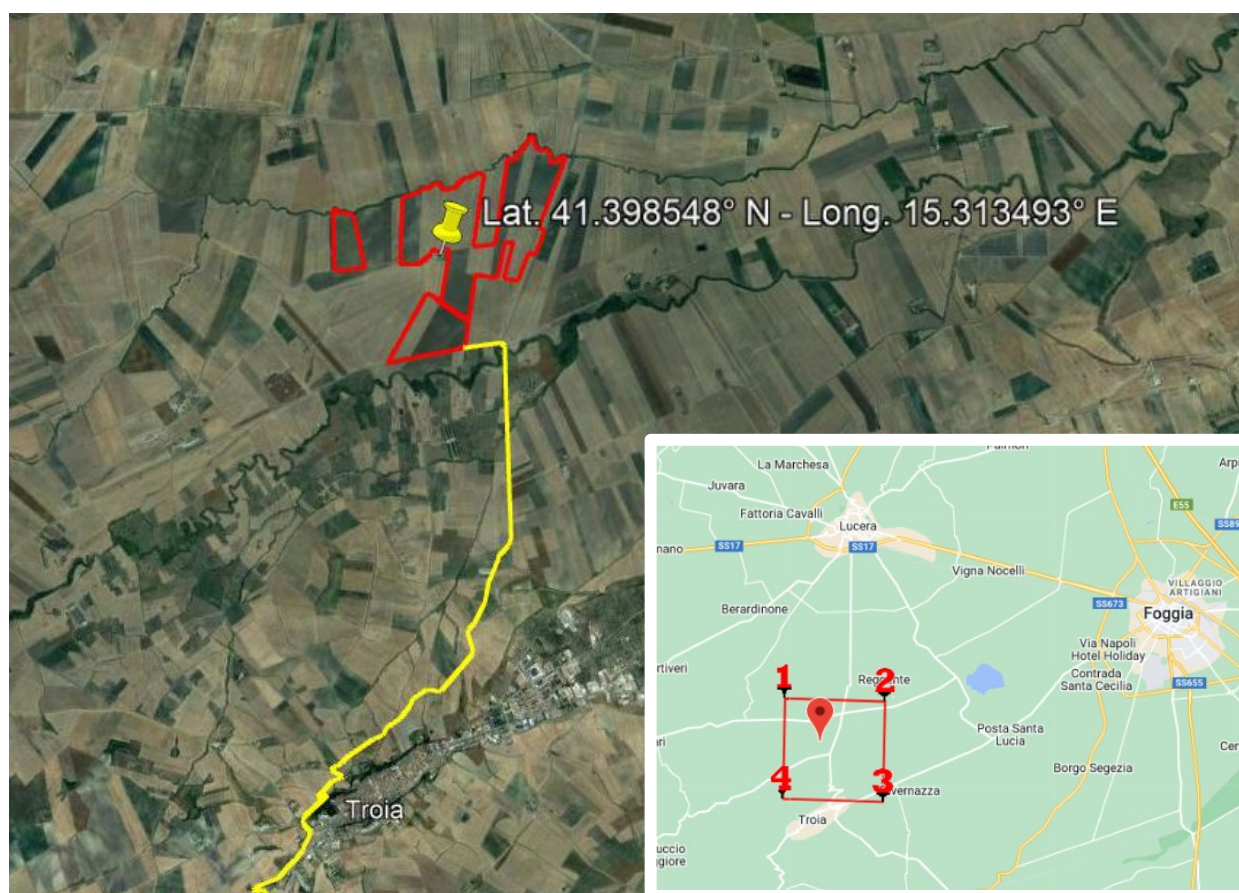 Lat. 41.398548° N - Long. 15.313493° E
Troia
La Marchesa
Juvara
Fattoria Cavalli
Lucera
E55
SS17
SS17
Vigna Nocelli
VILLAGGIO
ARTIGIANI
Berardinone
SS673
Foggia
Via Napoli
Hotel Holiday
Contrada
Santa Cecilia
SS655
1
2
Posta Santa
Lucia
Borgo Segezia
4
3
Troia